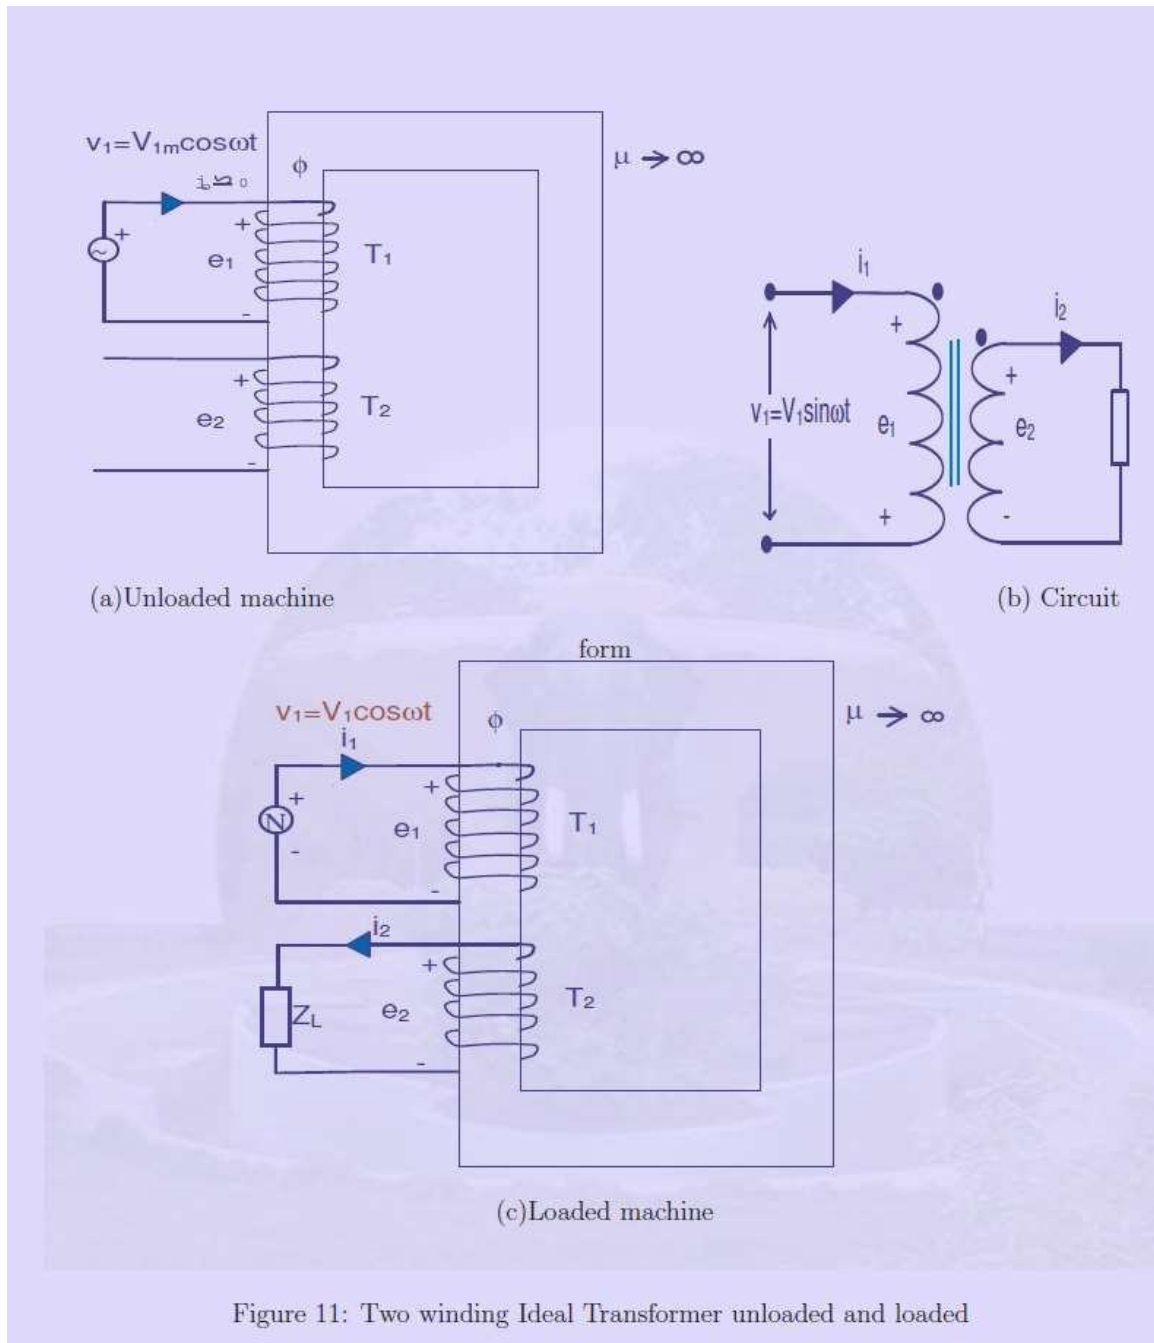 v₁=V₁ₘcosωt
ϕ
μ → ∞
+
+
e₁
T₁
-
+
e₂
T₂
-
i₁
+
i₂
+
v₁=V₁sinωt
e₁
e₂
+
-
(a)Unloaded machine
(b) Circuit
form
v₁=V₁cosωt
i₁
ϕ
μ → ∞
+
+
N
e₁
T₁
-
-
i₂
+
Z_L
e₂
T₂
-
(c)Loaded machine
Figure 11: Two winding Ideal Transformer unloaded and loaded